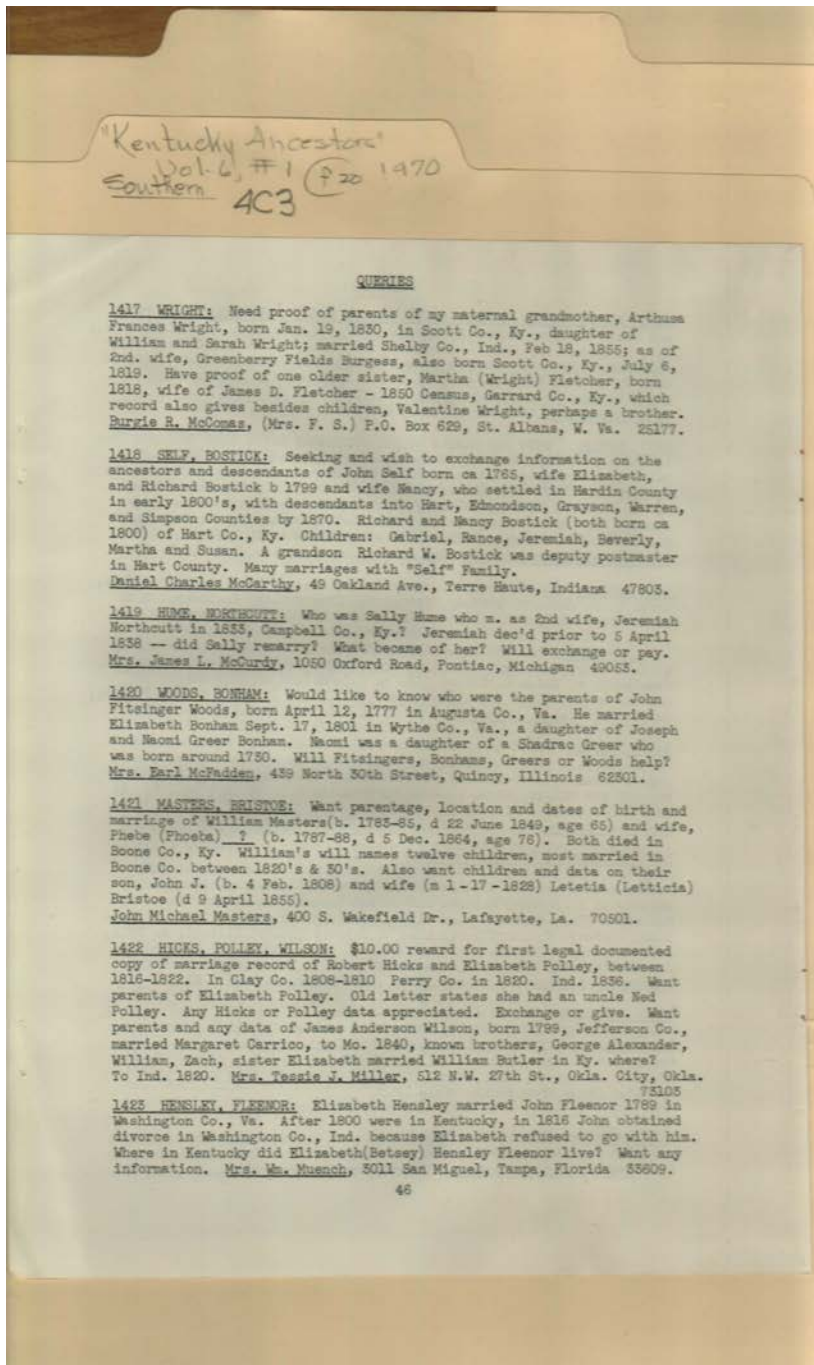 "Kentucky Ancestors"
Vol. 6, #1 p 20 1970
Southern
4C3
QUERIES
1417 WRIGHT: Need proof of parents of my maternal grandmother, Arthusa
Frances Wright, born Jan. 19, 1830, in Scott Co., Ky., daughter of
William and Sarah Wright; married Shelby Co., Ind., Feb 18, 1855; as of
2nd. wife, Greenberry Fields Burgess, also born Scott Co., Ky., July 6,
1819. Have proof of one older sister, Martha (Wright) Fletcher, born
1818, wife of James D. Fletcher - 1850 Census, Garrard Co., Ky., which
record also gives besides children, Valentine Wright, perhaps a brother.
Burgie R. McComas, (Mrs. F. S.) P.O. Box 629, St. Albans, W. Va. 25177.
1418 SELF, BOSTICK: Seeking and wish to exchange information on the
ancestors and descendants of John Self born ca 1765, wife Elizabeth,
and Richard Bostick b 1799 and wife Nancy, who settled in Hardin County
in early 1800's, with descendants into Hart, Edmondson, Grayson, Warren,
and Simpson Counties by 1870. Richard and Nancy Bostick (both born ca
1800) of Hart Co., Ky. Children: Gabriel, Rance, Jeremiah, Beverly,
Martha and Susan. A grandson Richard W. Bostick was deputy postmaster
in Hart County. Many marriages with "Self" Family.
Daniel Charles McCarthy, 49 Oakland Ave., Terre Haute, Indiana 47803.
1419 HUME, NORTHCUTT: Who was Sally Hume who m. as 2nd wife, Jeremiah
Northcutt in 1833, Campbell Co., Ky.? Jeremiah dec'd prior to 5 April
1838 -- did Sally remarry? What became of her? Will exchange or pay.
Mrs. James L. McCurdy, 1050 Oxford Road, Pontiac, Michigan 49053.
1420 WOODS, BONHAM: Would like to know who were the parents of John
Fitsinger Woods, born April 12, 1777 in Augusta Co., Va. He married
Elizabeth Bonham Sept. 17, 1801 in Wythe Co., Va., a daughter of Joseph
and Naomi Greer Bonham. Naomi was a daughter of a Shadrac Greer who
was born around 1730. Will Fitsingers, Bonhams, Greers or Woods help?
Mrs. Earl McFadden, 439 North 30th Street, Quincy, Illinois 62301.
1421 MASTERS, BRISTOE: Want parentage, location and dates of birth and
marriage of William Masters(b. 1783-85, d 22 June 1849, age 65) and wife,
Phebe (Phoeba) ? (b. 1787-88, d 5 Dec. 1864, age 76). Both died in
Boone Co., Ky. William's will names twelve children, most married in
Boone Co. between 1820's & 30's. Also want children and data on their
son, John J. (b. 4 Feb. 1808) and wife (m 1-17-1828) Letetia (Letticia)
Bristoe (d 9 April 1855).
John Michael Masters, 400 S. Wakefield Dr., Lafayette, La. 70501.
1422 HICKS, POLLEY, WILSON: $10.00 reward for first legal documented
copy of marriage record of Robert Hicks and Elizabeth Polley, between
1816-1822. In Clay Co. 1808-1810 Perry Co. in 1820. Ind. 1836. Want
parents of Elizabeth Polley. Old letter states she had an uncle Ned
Polley. Any Hicks or Polley data appreciated. Exchange or give. Want
parents and any data of James Anderson Wilson, born 1799, Jefferson Co.,
married Margaret Carrico, to Mo. 1840, known brothers, George Alexander,
William, Zach, sister Elizabeth married William Butler in Ky. where?
To Ind. 1820. Mrs. Tessie J. Miller, 512 N.W. 27th St., Okla. City, Okla.
73103
1423 HENSLEY, FLEENOR: Elizabeth Hensley married John Fleenor 1789 in
Washington Co., Va. After 1800 were in Kentucky, in 1816 John obtained
divorce in Washington Co., Ind. because Elizabeth refused to go with him.
Where in Kentucky did Elizabeth(Betsey) Hensley Fleenor live? Want any
information. Mrs. Wm. Muench, 3011 San Miguel, Tampa, Florida 33609.
46